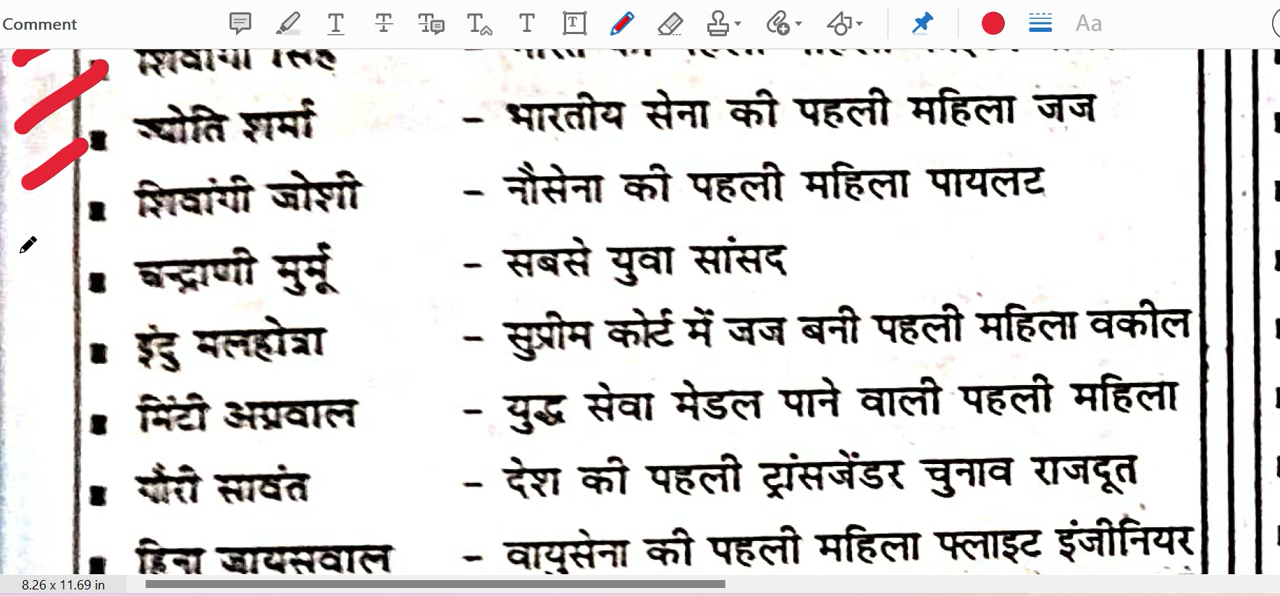 Comment
Aa
शिवांगी सिंह
ज्योति शर्मा – भारतीय सेना की पहली महिला जज
शिवांगी जोशी – नौसेना की पहली महिला पायलट
चन्द्राणी मुर्मू – सबसे युवा सांसद
इंदु मलहोत्रा – सुप्रीम कोर्ट में जज बनी पहली महिला वकील
मिंटी अग्रवाल – युद्ध सेवा मेडल पाने वाली पहली महिला
गौरी सावंत – देश की पहली ट्रांसजेंडर चुनाव राजदूत
हिना जायसवाल – वायुसेना की पहली महिला फ्लाइट इंजीनियर
8.26 x 11.69 in